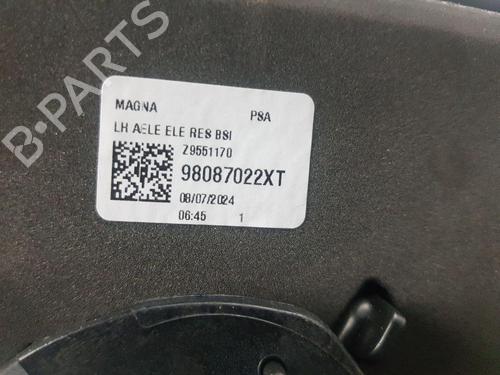 B-PARTS
MAGNA PSA
LH AELE ELE RES BSI
Z9551170
98087022XT
08/07/2024
06:45 1